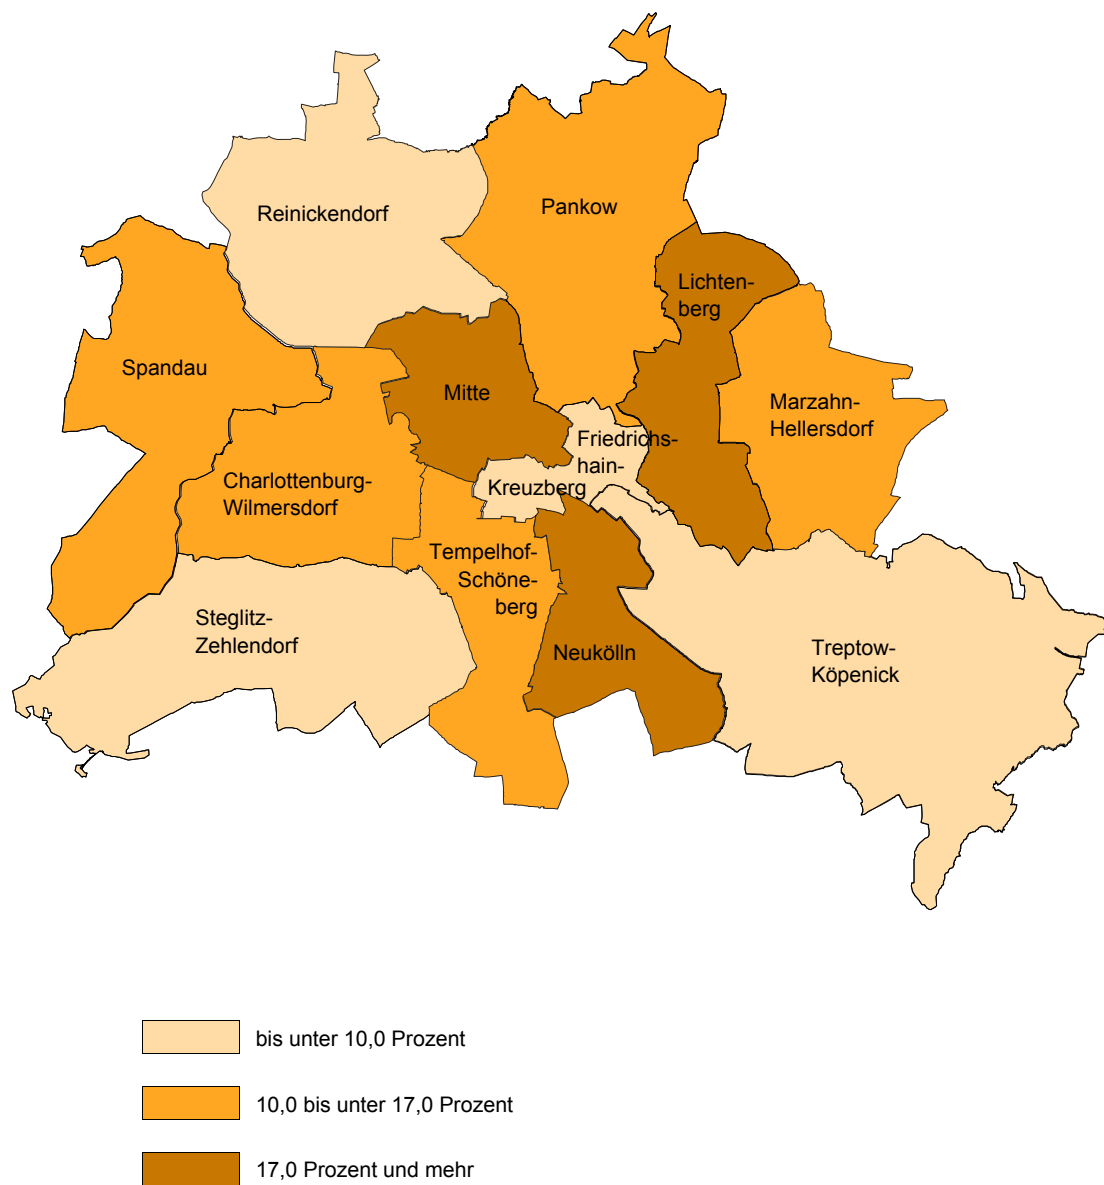 Reinickendorf
Pankow
Lichten-
berg
Spandau
Mitte
Marzahn-
Hellersdorf
Friedrichs-
hain-
Kreuzberg
Charlottenburg-
Wilmersdorf
Tempelhof-
Schöne-
berg
Steglitz-
Zehlendorf
Neukölln
Treptow-
Köpenick
bis unter 10,0 Prozent
10,0 bis unter 17,0 Prozent
17,0 Prozent und mehr